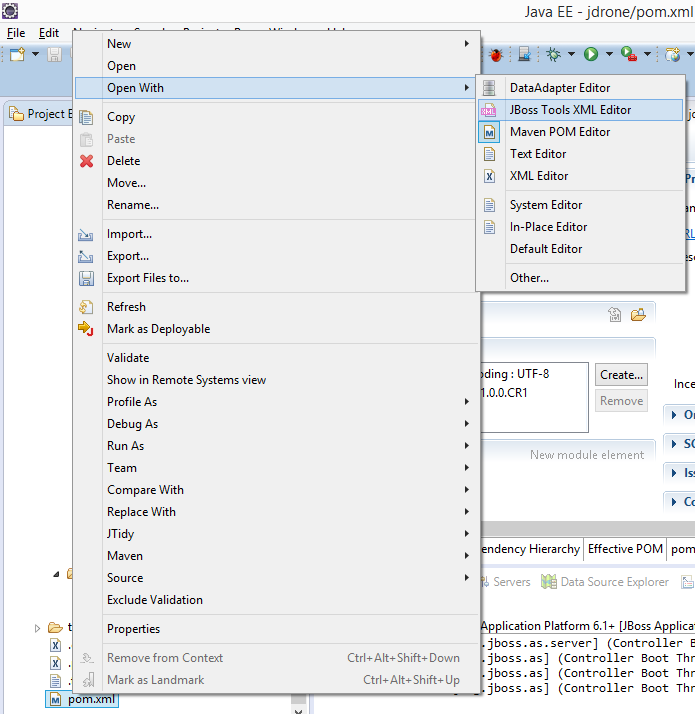 Java EE - jdrone/pom.xml
File Edit
Project E
New
Open
Open With
Copy
Paste
Delete
Move...
Rename...
Import...
Export...
Export Files to...
Refresh
Mark as Deployable
Validate
Show in Remote Systems view
Profile As
Debug As
Run As
Team
Compare With
Replace With
JTidy
Maven
Source
Exclude Validation
Properties
Remove from Context Ctrl+Alt+Shift+Down
Mark as Landmark Ctrl+Alt+Shift+Up
DataAdapter Editor
JBoss Tools XML Editor
Maven POM Editor
Text Editor
XML Editor
System Editor
In-Place Editor
Default Editor
Other...
oding : UTF-8
1.0.0.CR1
Create...
Remove
Ince
New module element
endency Hierarchy Effective POM pom
Servers Data Source Explorer
Application Platform 6.1+ [JBoss Applic
.jboss.as.server] (Controller B
.jboss.as] (Controller Boot Thr
.jboss.as] (Controller Boot Thr
.jboss.as] (Controller Boot Thr
pom.xml